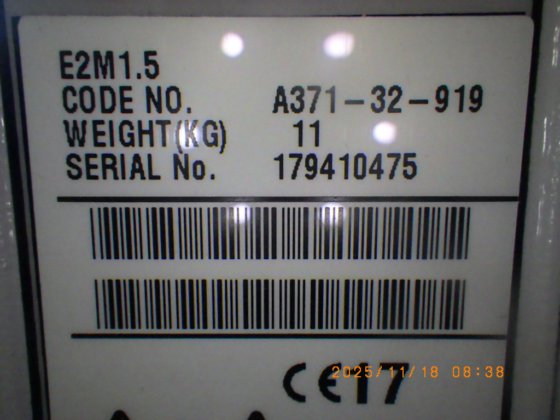 E2M1.5
CODE NO. A371-32-919
WEIGHT(KG) 11
SERIAL No. 179410475
CE17
2025/11/18 08:38